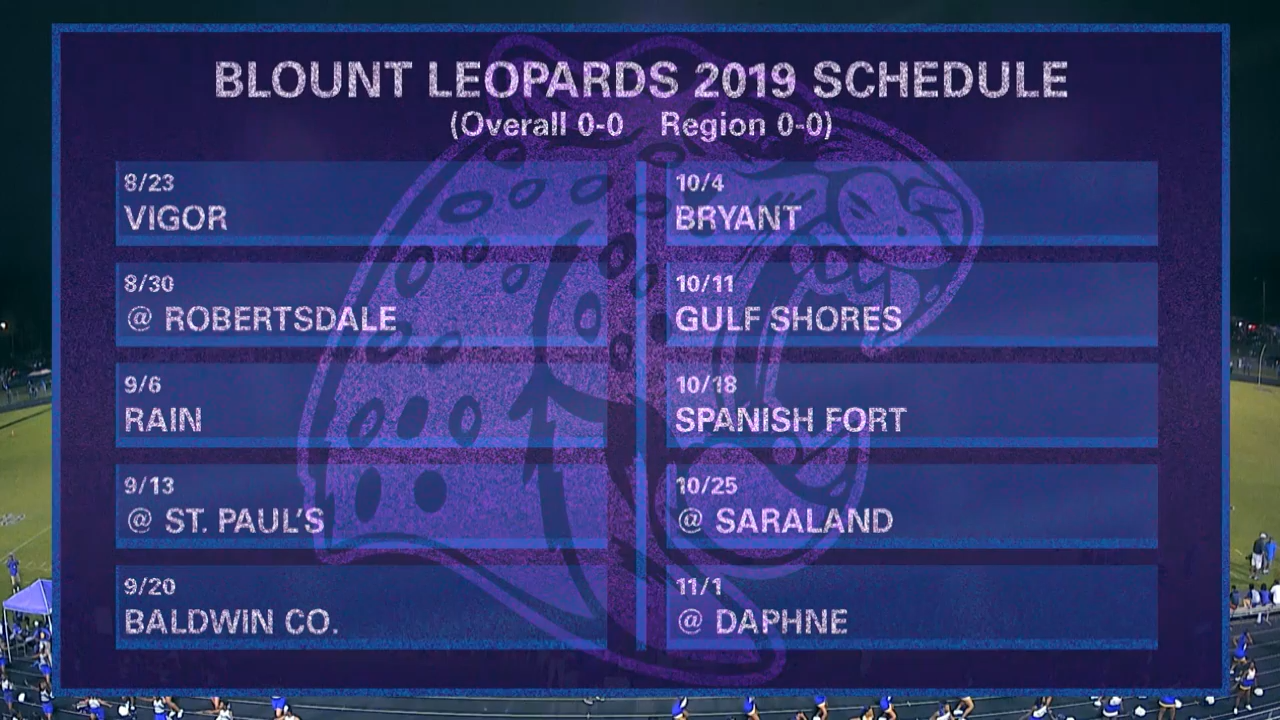 BLOUNT LEOPARDS 2019 SCHEDULE
(Overall 0-0 Region 0-0)
8/23
VIGOR
8/30
@ ROBERTSDALE
9/6
RAIN
9/13
@ ST. PAUL'S
9/20
BALDWIN CO.
10/4
BRYANT
10/11
GULF SHORES
10/18
SPANISH FORT
10/25
@ SARALAND
11/1
@ DAPHNE